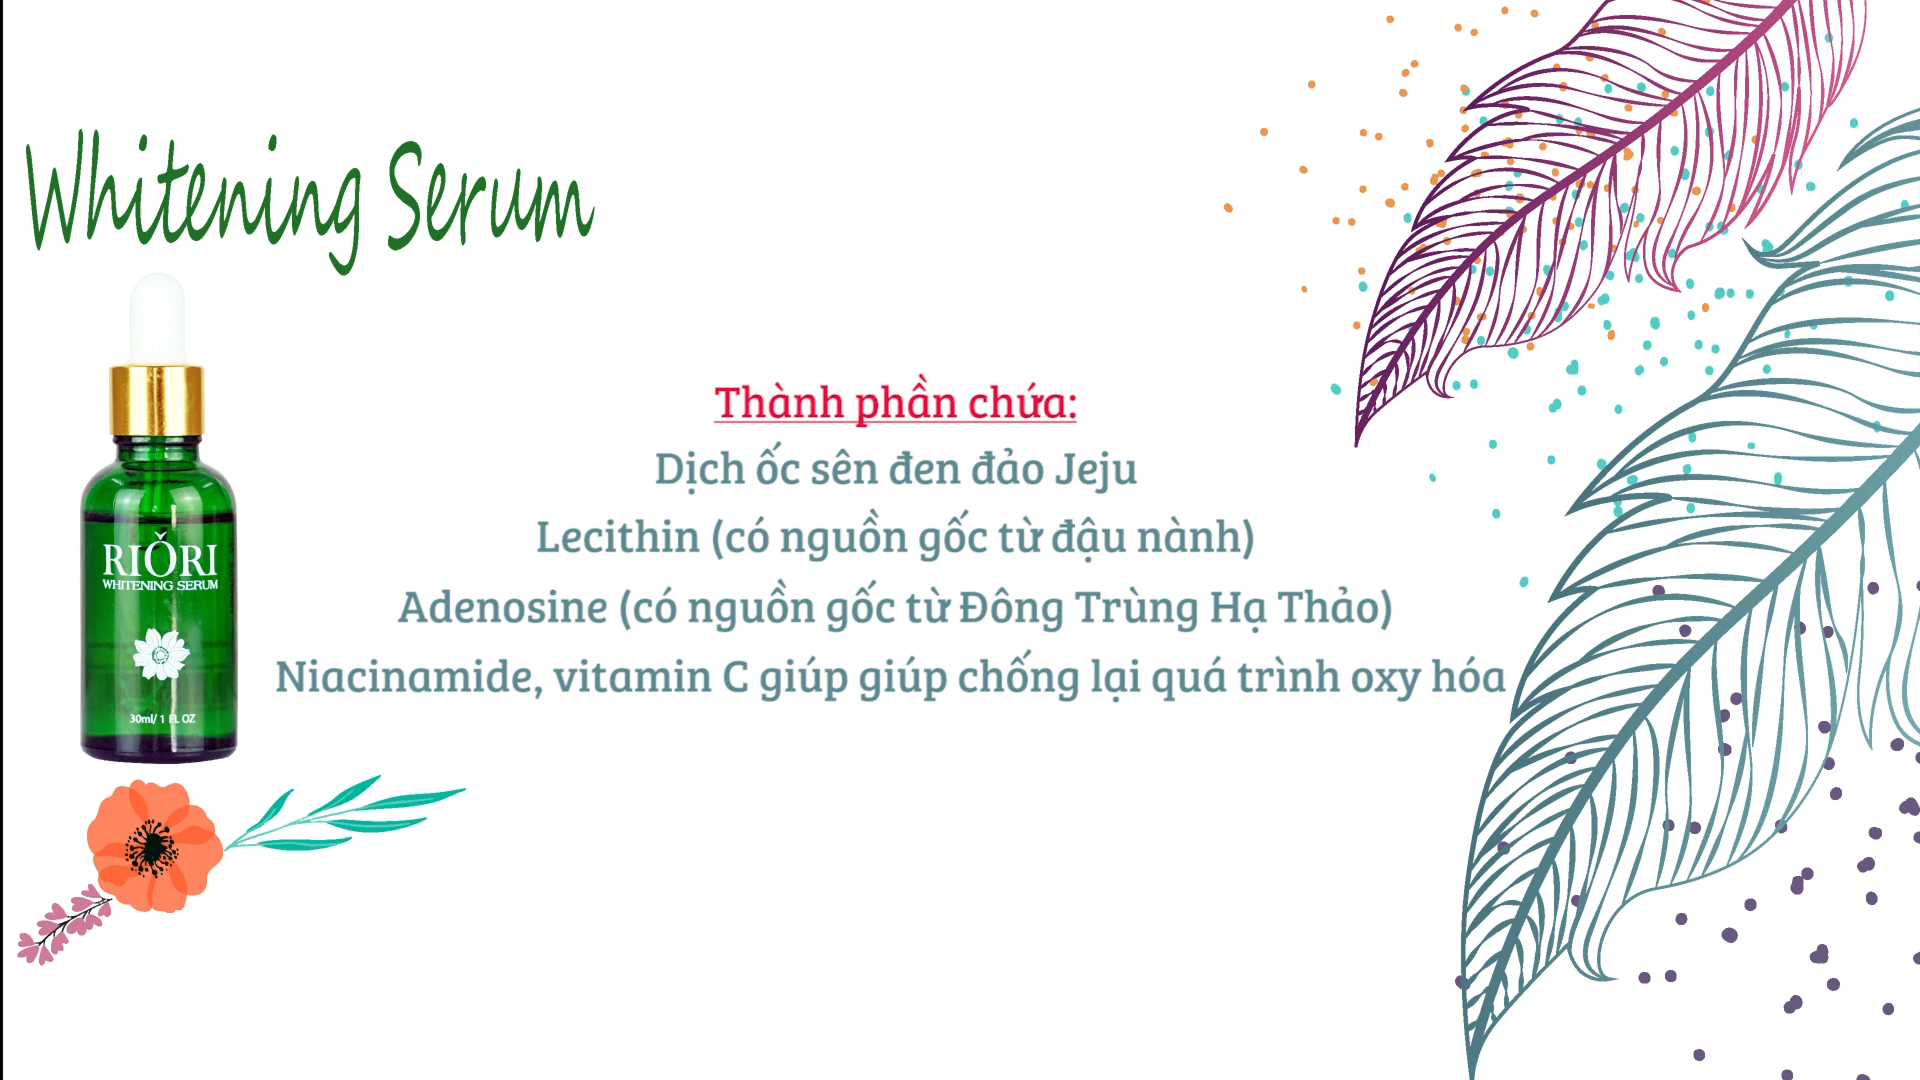 Whitening Serum
Thành phần chứa:
Dịch ốc sên đen đảo Jeju
Lecithin (có nguồn gốc từ đậu nành)
Adenosine (có nguồn gốc từ Đông Trùng Hạ Thảo)
Niacinamide, vitamin C giúp giúp chống lại quá trình oxy hóa
RIǑRI
WHITENING SERUM
30ml/ 1 FL OZ